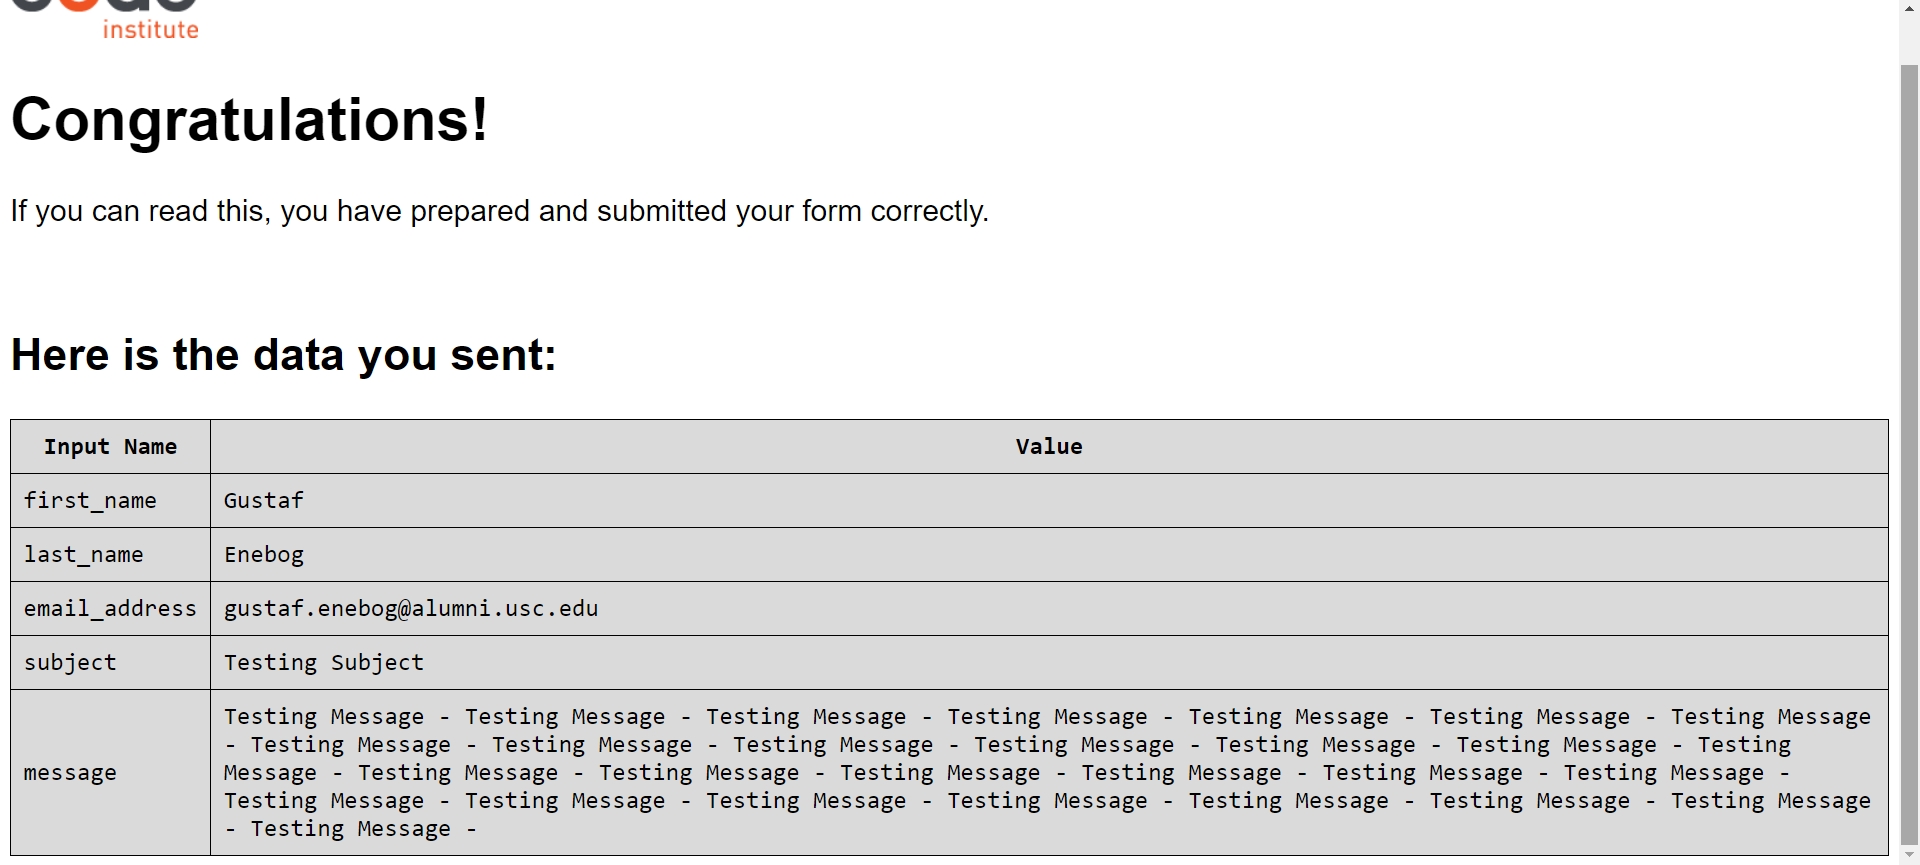 institute
Congratulations!
If you can read this, you have prepared and submitted your form correctly.
Here is the data you sent:
Input Name Value
first_name Gustaf
last_name Enebog
email_address gustaf.enebog@alumni.usc.edu
subject Testing Subject
message
Testing Message - Testing Message - Testing Message - Testing Message - Testing Message - Testing Message - Testing Message
- Testing Message - Testing Message - Testing Message - Testing Message - Testing Message - Testing Message - Testing
Message - Testing Message - Testing Message - Testing Message - Testing Message - Testing Message - Testing Message -
Testing Message - Testing Message - Testing Message - Testing Message - Testing Message - Testing Message - Testing Message
- Testing Message -